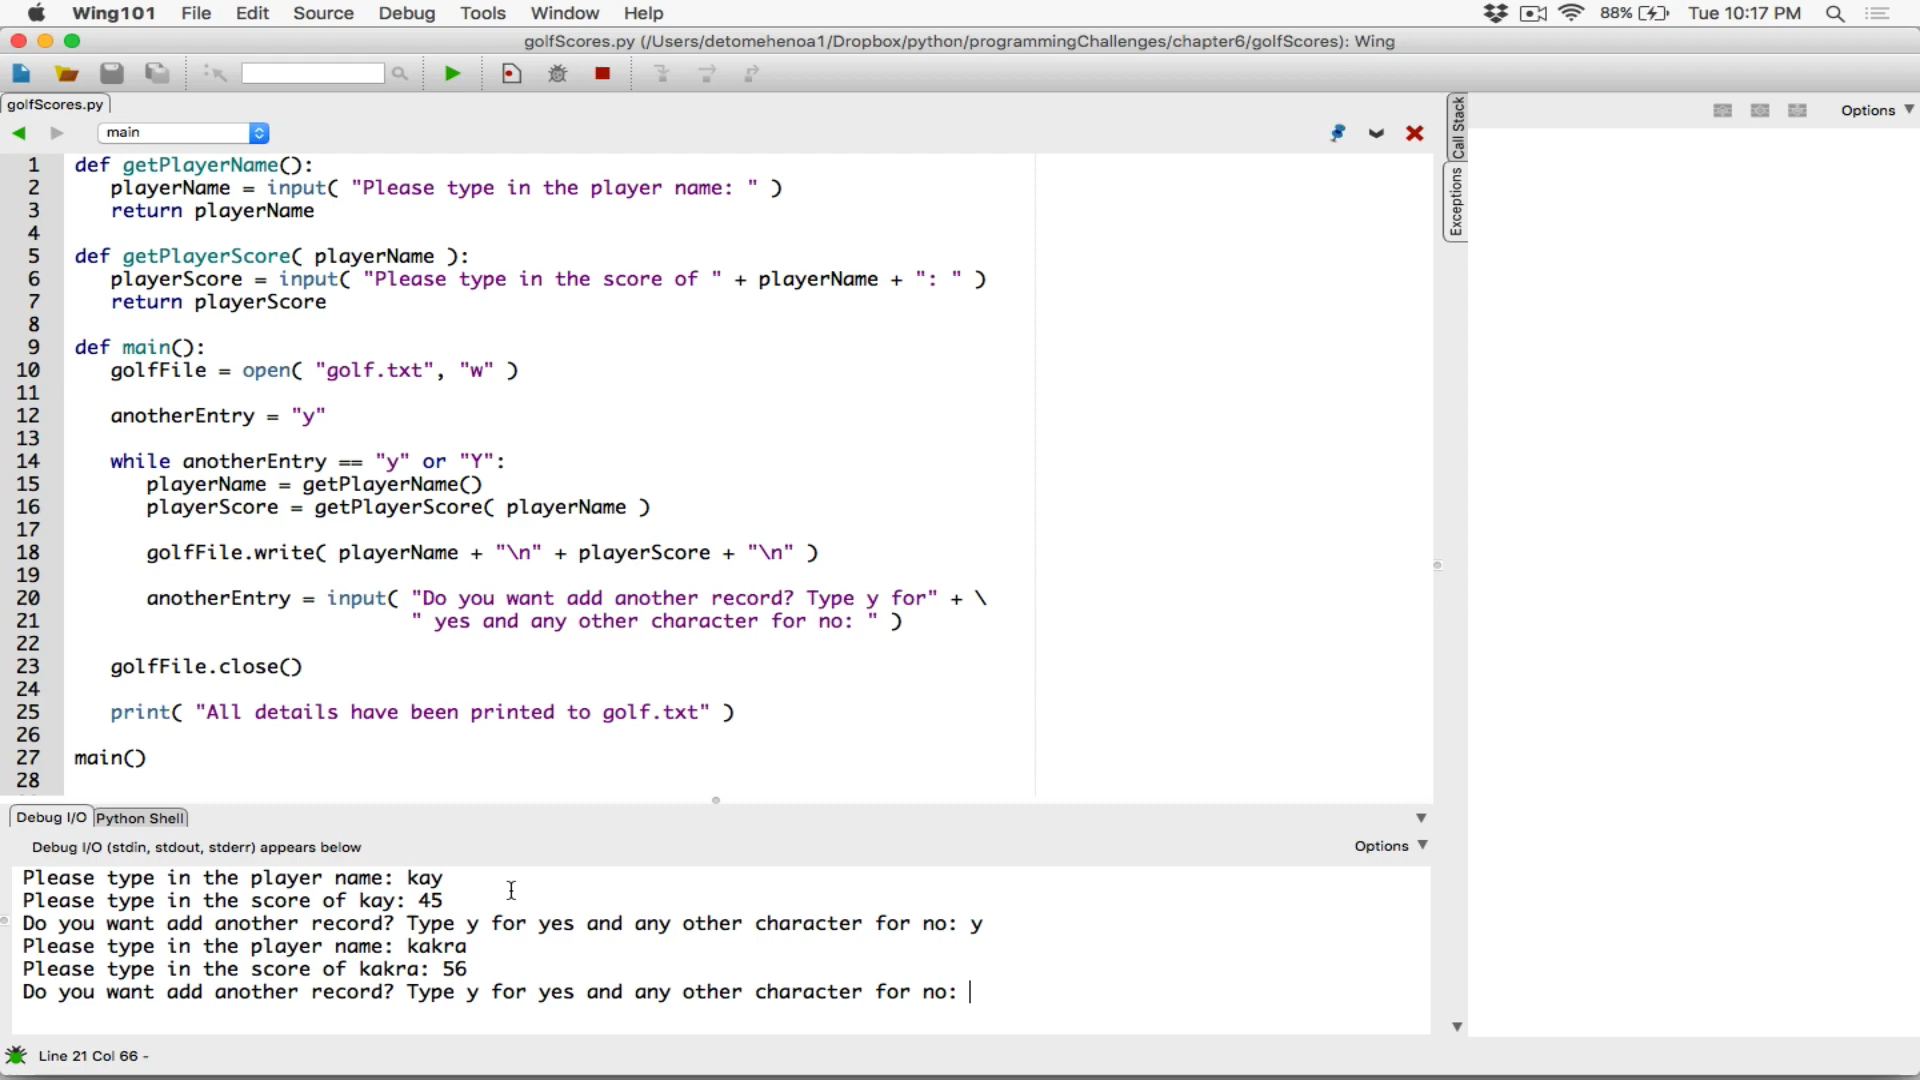 Wing101 File Edit Source Debug Tools Window Help 88% Tue 10:17 PM
golfScores.py (/Users/detomehenoa1/Dropbox/python/programmingChallenges/chapter6/golfScores): Wing
golfScores.py
main
Options
Call Stack
Exceptions
1 def getPlayerName():
2 playerName = input( "Please type in the player name: " )
3 return playerName
4
5 def getPlayerScore( playerName ):
6 playerScore = input( "Please type in the score of " + playerName + ": " )
7 return playerScore
8
9 def main():
10 golfFile = open( "golf.txt", "w" )
11
12 anotherEntry = "y"
13
14 while anotherEntry == "y" or "Y":
15 playerName = getPlayerName()
16 playerScore = getPlayerScore( playerName )
17
18 golfFile.write( playerName + "\n" + playerScore + "\n" )
19
20 anotherEntry = input( "Do you want add another record? Type y for" + \
21 " yes and any other character for no: " )
22
23 golfFile.close()
24
25 print( "All details have been printed to golf.txt" )
26
27 main()
28
Debug I/O Python Shell
Debug I/O (stdin, stdout, stderr) appears below Options
Please type in the player name: kay
Please type in the score of kay: 45
Do you want add another record? Type y for yes and any other character for no: y
Please type in the player name: kakra
Please type in the score of kakra: 56
Do you want add another record? Type y for yes and any other character for no:
Line 21 Col 66 -